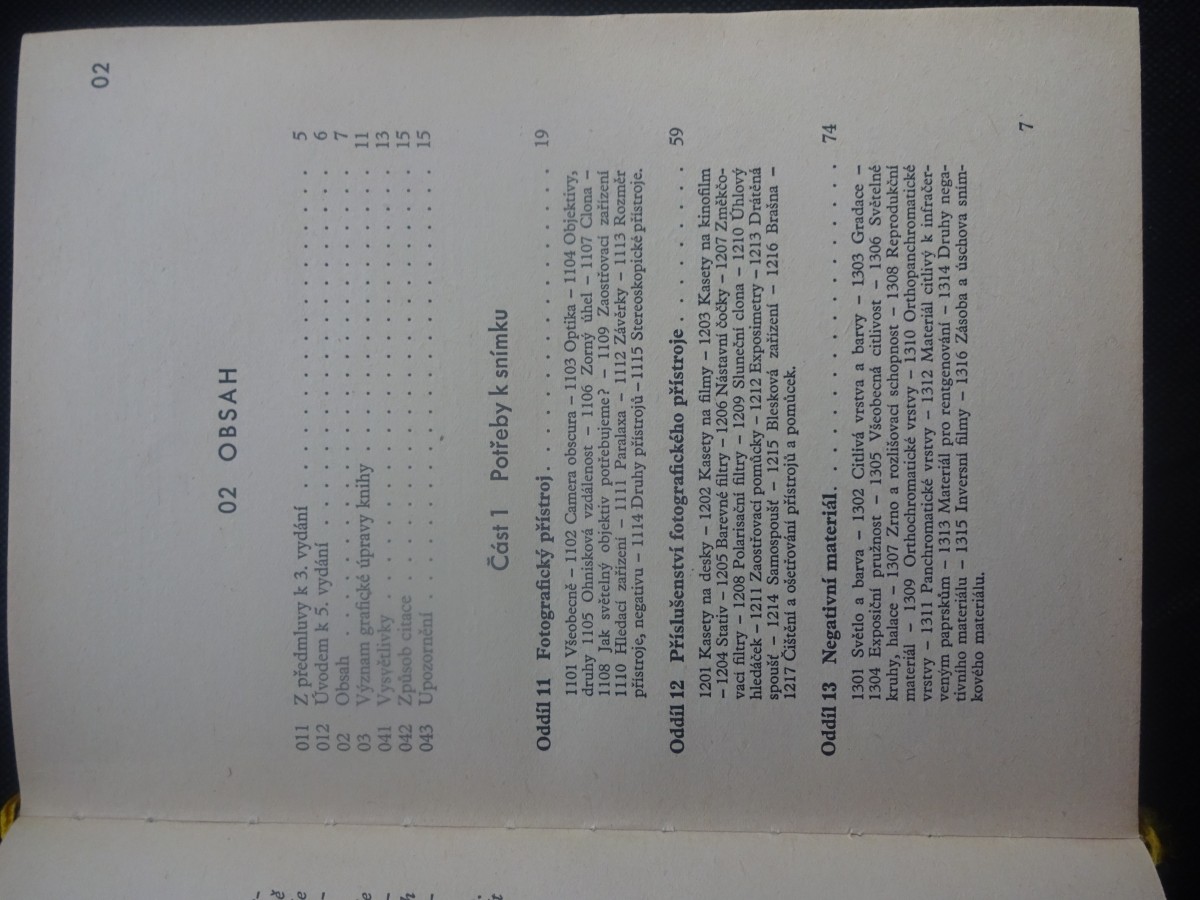 02
02 OBSAH
011 Z předmluvy k 3. vydání . . . . . . . . . . . . . . . 5
012 Úvodem k 5. vydání . . . . . . . . . . . . . . . . . 6
02 Obsah . . . . . . . . . . . . . . . . . . . . . . . 7
03 Význam grafické úpravy knihy . . . . . . . . . . . . . 11
041 Vysvětlivky . . . . . . . . . . . . . . . . . . . . . 13
042 Způsob citace . . . . . . . . . . . . . . . . . . . . 15
043 Upozornění . . . . . . . . . . . . . . . . . . . . . 15
Část 1 Potřeby k snímku
Oddíl 11 Fotografický přístroj. . . . . . . . . . . . . . . 19
1101 Všeobecně – 1102 Camera obscura – 1103 Optika – 1104 Objektivy,
druhy 1105 Ohnisková vzdálenost – 1106 Zorný úhel – 1107 Clona –
1108 Jak světelný objektiv potřebujeme? – 1109 Zaostřovací zařízení
1110 Hledací zařízení – 1111 Paralaxa – 1112 Závěrky – 1113 Rozměr
přístroje, negativu – 1114 Druhy přístrojů – 1115 Stereoskopické přístroje.
Oddíl 12 Příslušenství fotografického přístroje . . . . . . . . 59
1201 Kasety na desky – 1202 Kasety na filmy – 1203 Kasety na kinofilm
– 1204 Stativ – 1205 Barevné filtry – 1206 Nástavní čočky – 1207 Změkčo-
vací filtry – 1208 Polarisační filtry – 1209 Sluneční clona – 1210 Úhlový
hledáček – 1211 Zaostřovací pomůcky – 1212 Exposimetry – 1213 Drátěná
spoušť – 1214 Samospoušť – 1215 Blesková zařízení – 1216 Brašna –
1217 Čištění a ošetřování přístrojů a pomůcek.
Oddíl 13 Negativní materiál. . . . . . . . . . . . . . . . 74
1301 Světlo a barva – 1302 Citlivá vrstva a barvy – 1303 Gradace –
1304 Exposiční pružnost – 1305 Všeobecná citlivost – 1306 Světelné
kruhy, halace – 1307 Zrno a rozlišovací schopnost – 1308 Reprodukční
materiál – 1309 Orthochromatické vrstvy – 1310 Orthopanchromatické
vrstvy – 1311 Panchromatické vrstvy – 1312 Materiál citlivý k infračer-
veným paprskům – 1313 Materiál pro rentgenování – 1314 Druhy nega-
tivního materiálu – 1315 Inversní filmy – 1316 Zásoba a úschova sním-
kového materiálu.
7